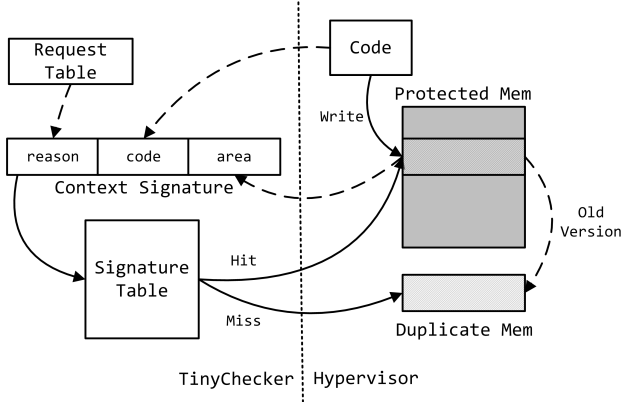 Request
Table
Code
Protected Mem
Write
reason
code
area
Context Signature
Old
Version
Signature
Table
Hit
Miss
Duplicate Mem
TinyChecker
Hypervisor